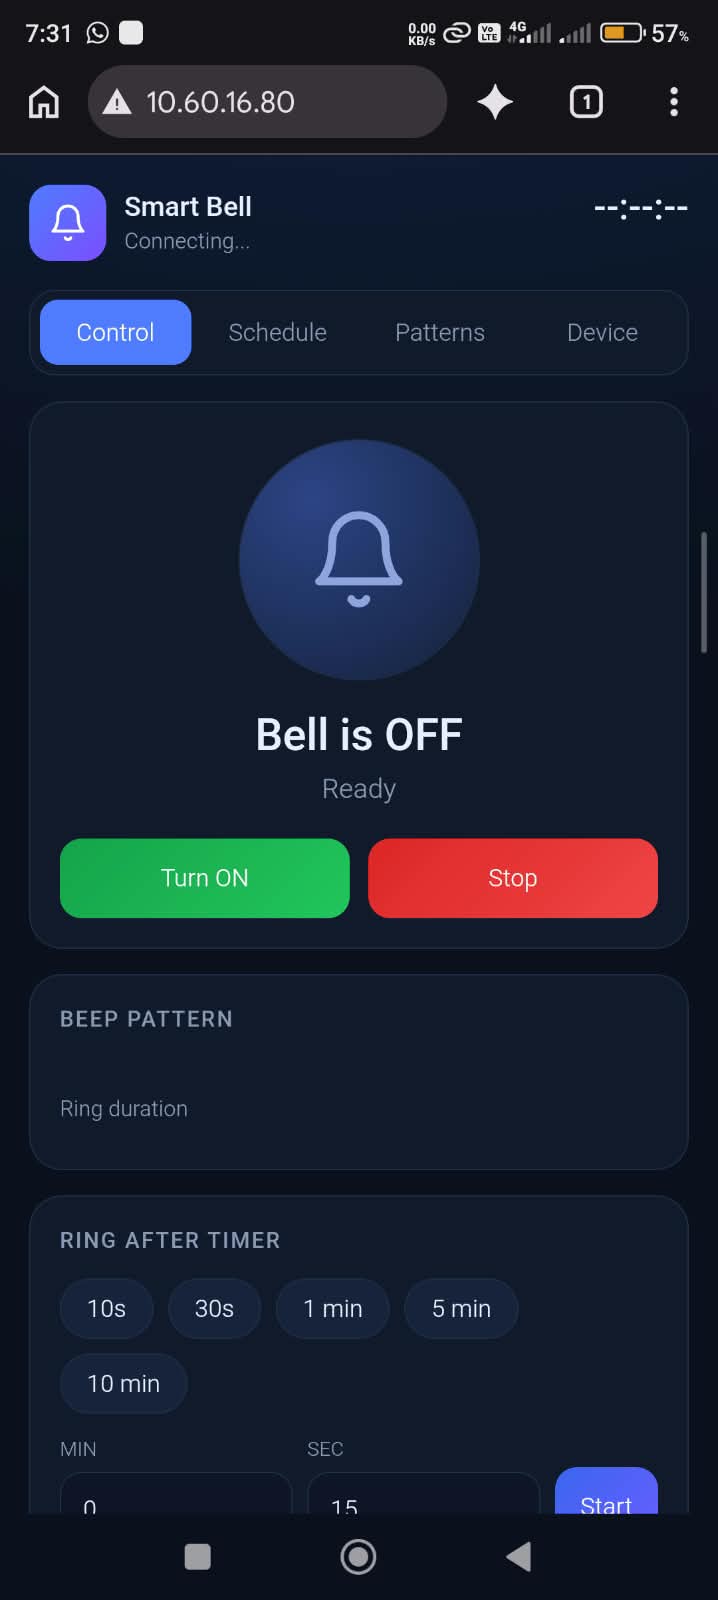 7:31 0.00 KB/s Vo LTE 4G 57%
10.60.16.80 1
Smart Bell --:--:--
Connecting...
Control Schedule Patterns Device
Bell is OFF
Ready
Turn ON Stop
BEEP PATTERN
Ring duration
RING AFTER TIMER
10s 30s 1 min 5 min
10 min
MIN SEC
0 15 Start